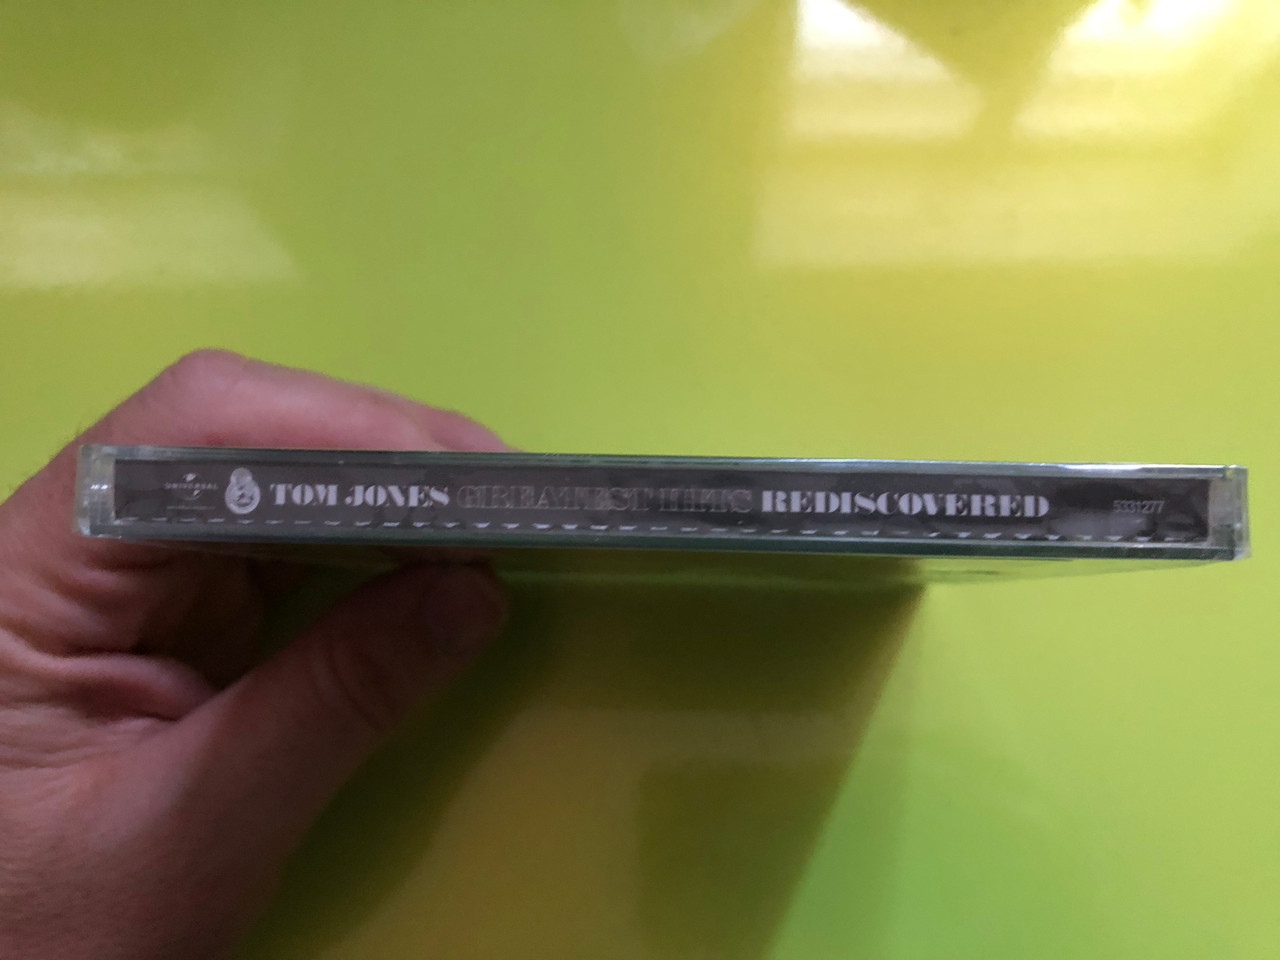 UNIVERSAL TOM JONES GREATEST HITS REDISCOVERED 5331277